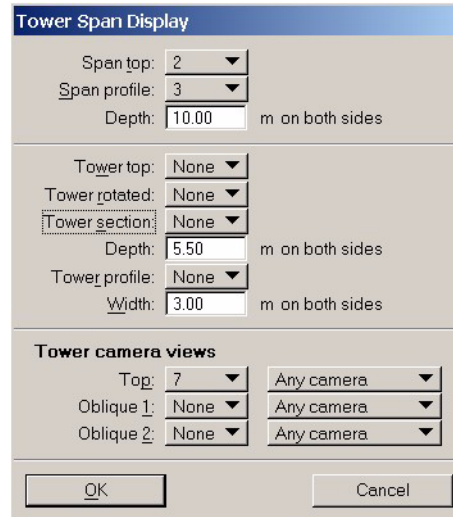 Tower Span Display
Span top: 2
Span profile: 3
Depth: 10.00 m on both sides
Tower top: None
Tower rotated: None
Tower section: None
Depth: 5.50 m on both sides
Tower profile: None
Width: 3.00 m on both sides
Tower camera views
Top: 7 Any camera
Oblique 1: None Any camera
Oblique 2: None Any camera
OK Cancel